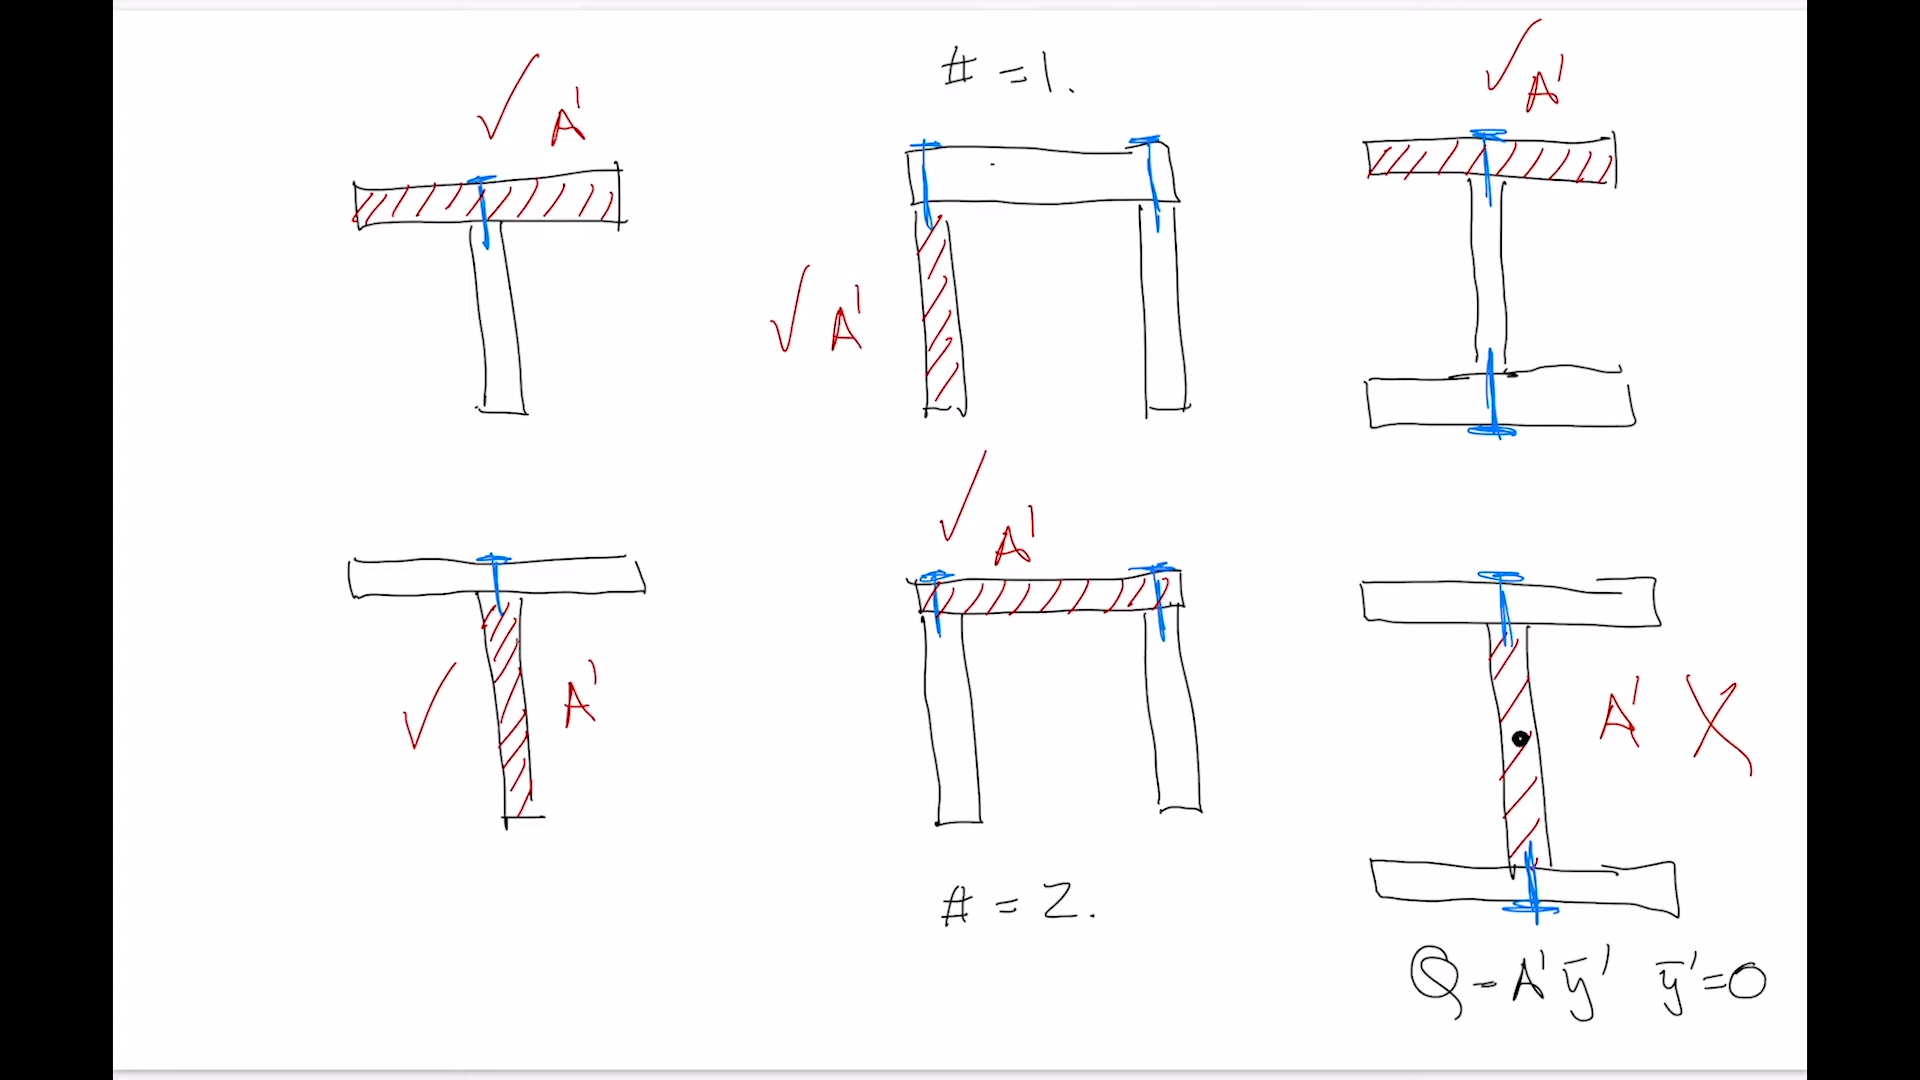 ✓ A'
# = 1.
✓ A'
✓ A'
✓ A'
✓ A'
A' X
# = 2.
Q = A' ȳ' ȳ' = 0